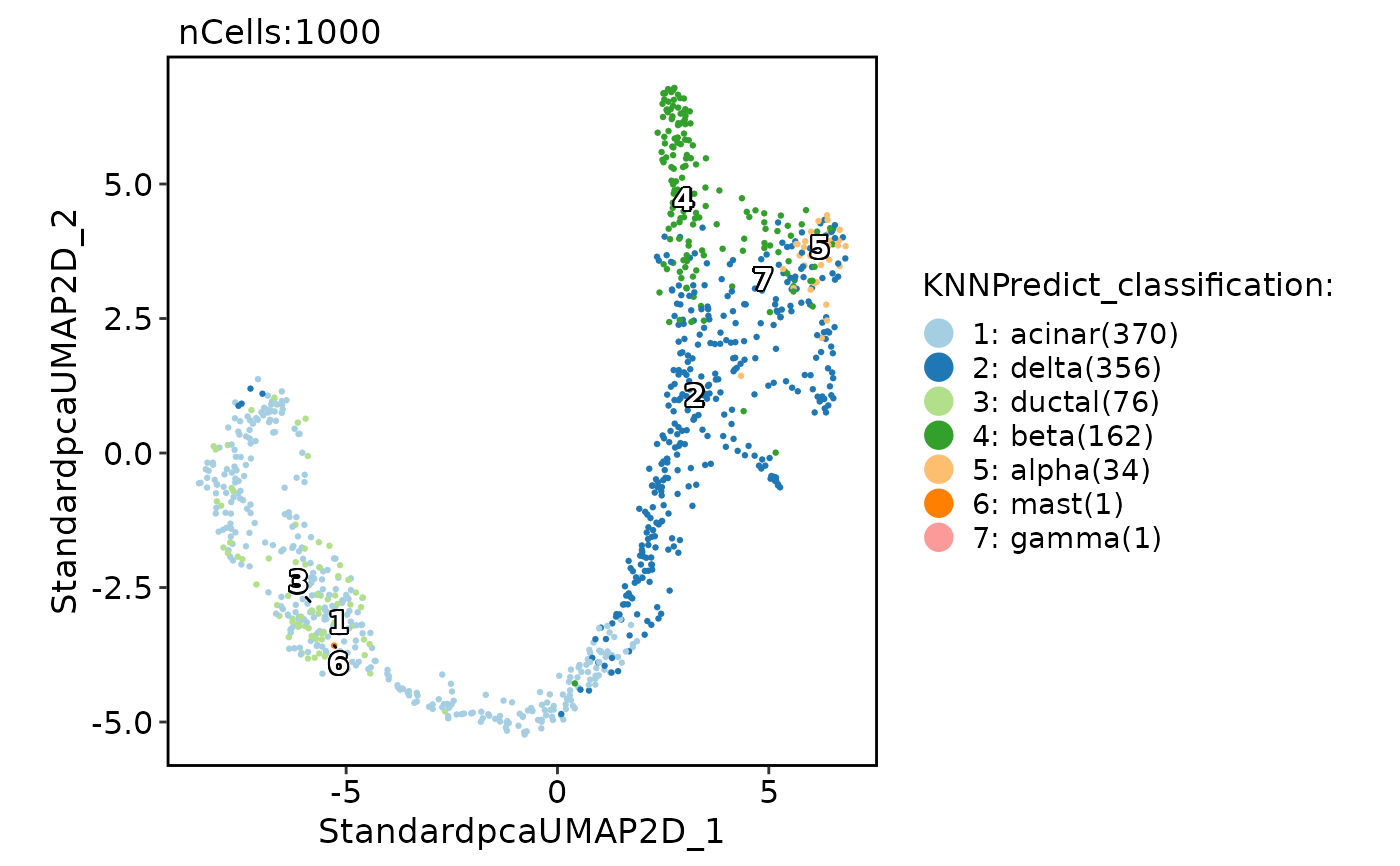 nCells:1000
StandardpcaUMAP2D_2
5.0
2.5
0.0
-2.5
-5.0
4
5
7
2
3
1
6
-5
0
5
StandardpcaUMAP2D_1
KNNPredict_classification:
1: acinar(370)
2: delta(356)
3: ductal(76)
4: beta(162)
5: alpha(34)
6: mast(1)
7: gamma(1)